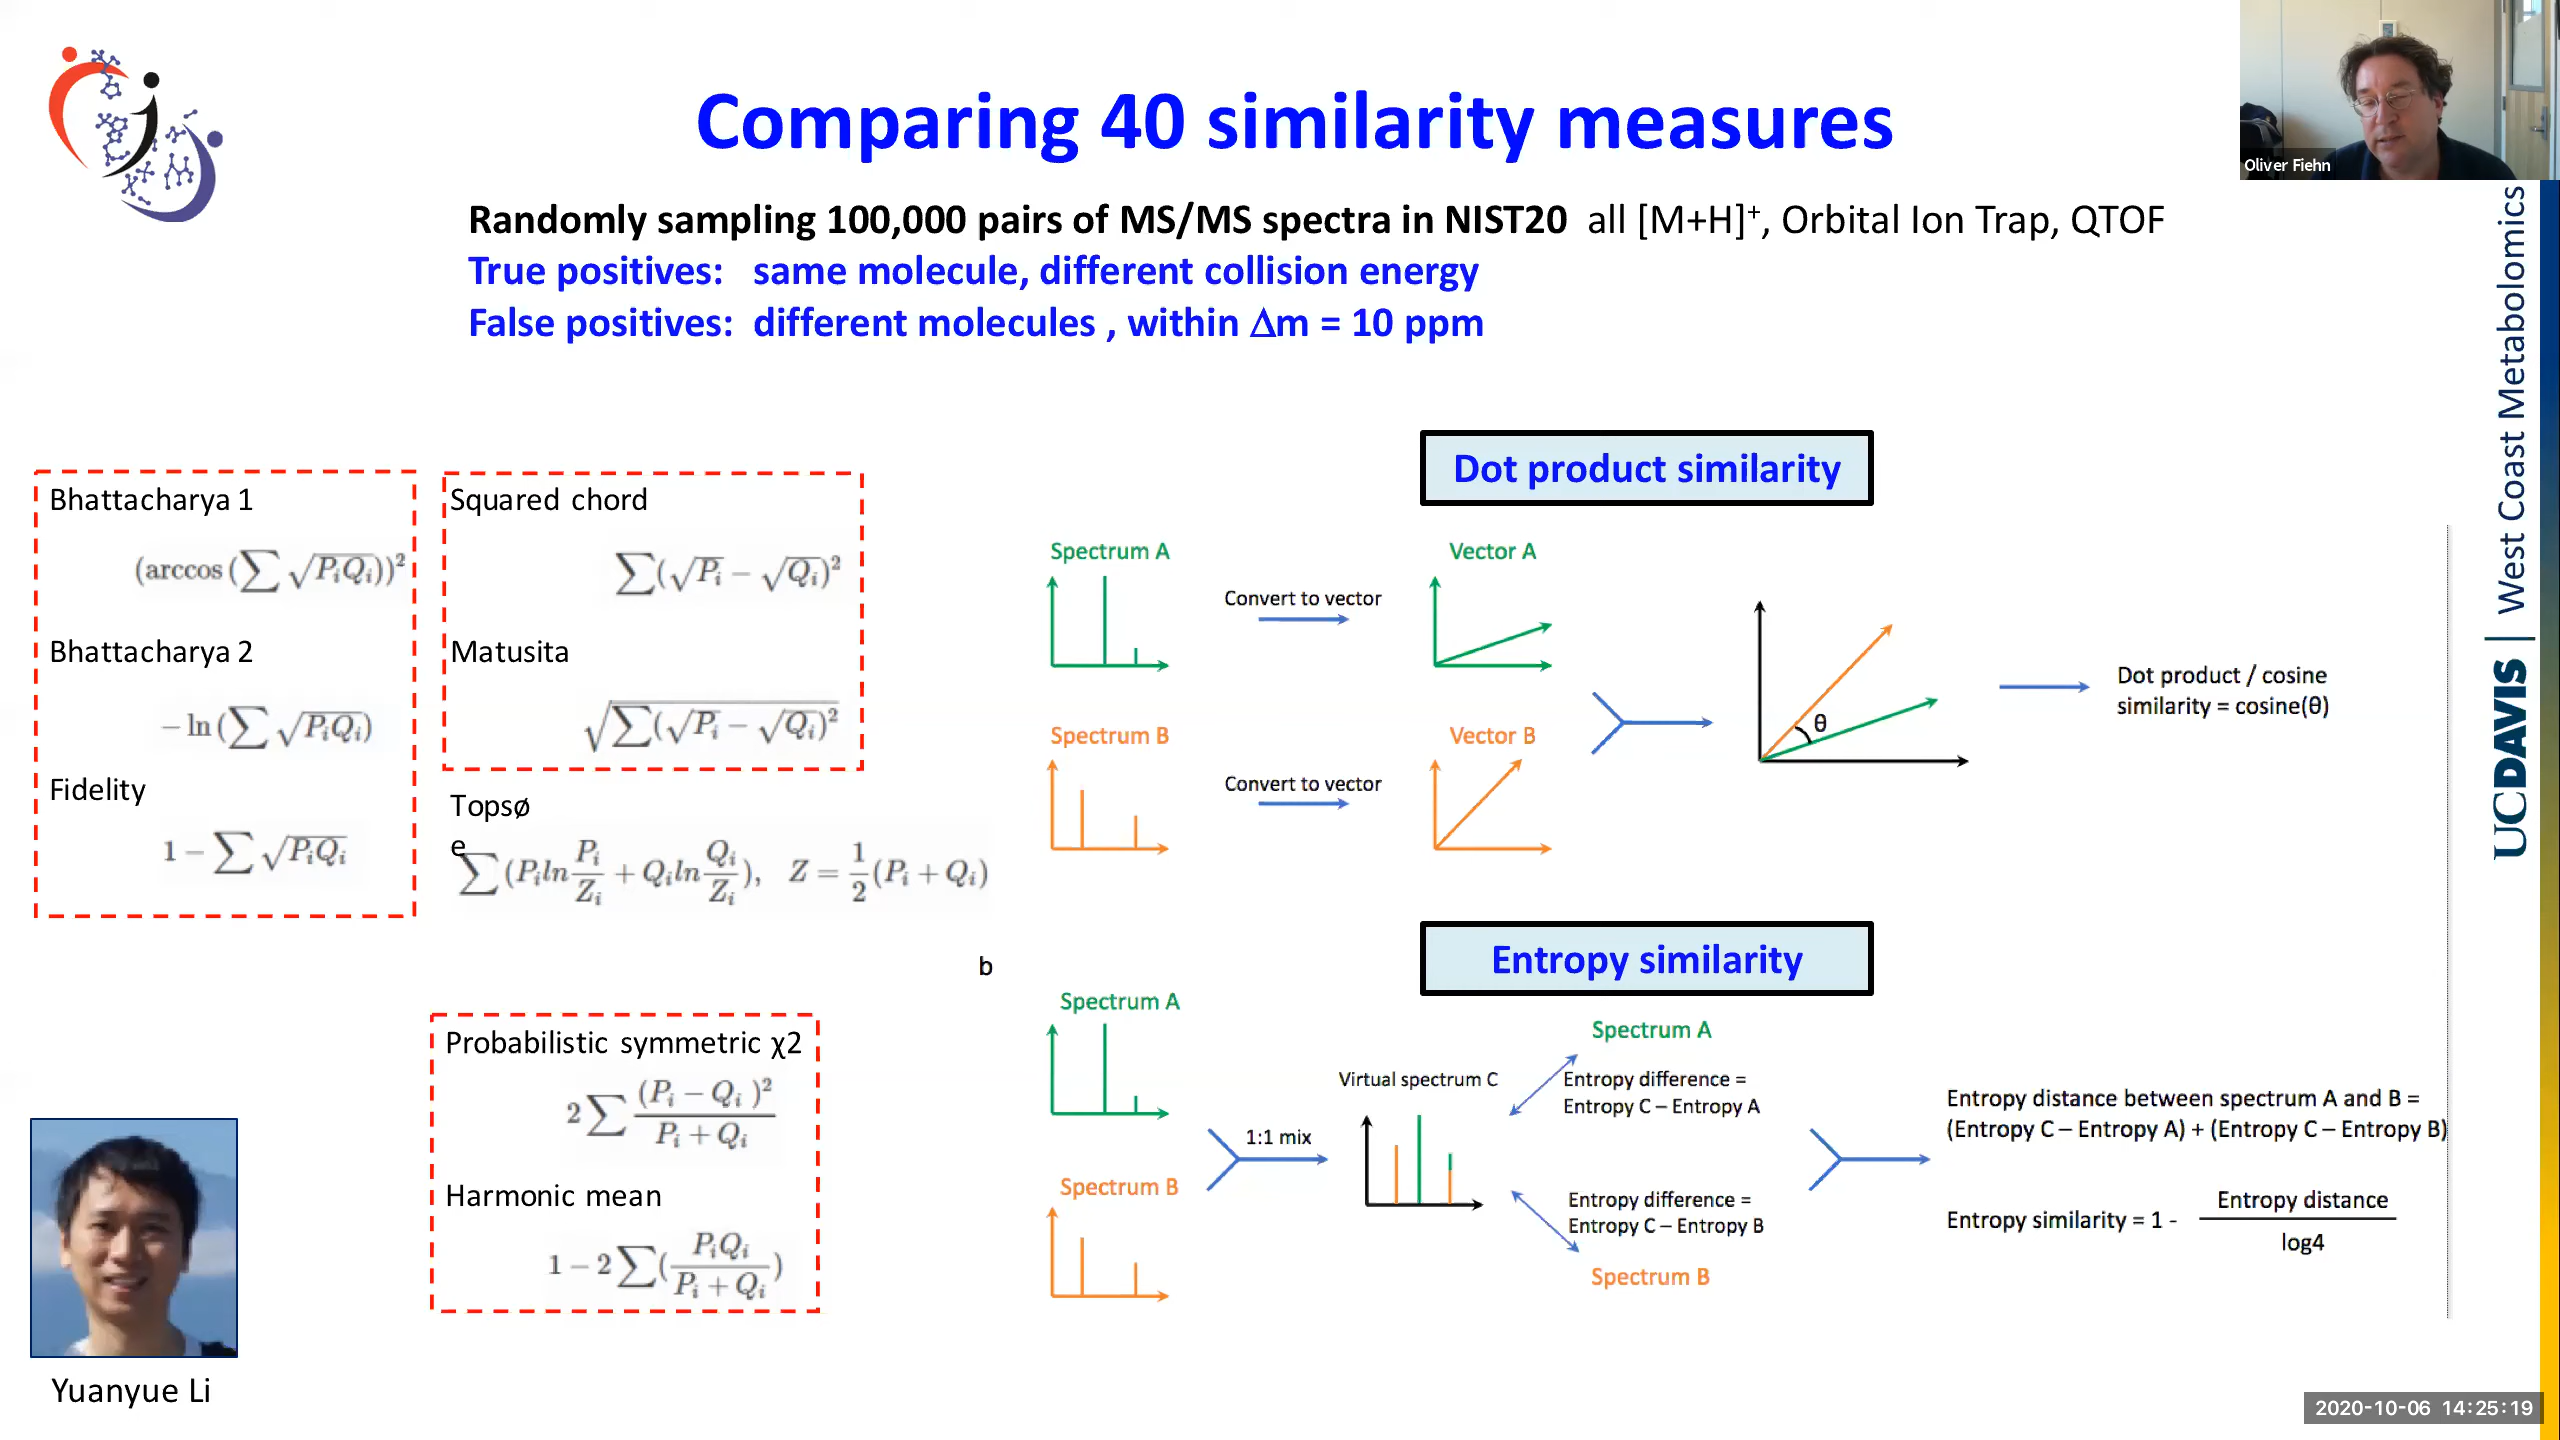 Comparing 40 similarity measures
Oliver Fiehn
Randomly sampling 100,000 pairs of MS/MS spectra in NIST20 all [M+H]⁺, Orbital Ion Trap, QTOF
True positives: same molecule, different collision energy
False positives: different molecules , within Δm = 10 ppm
Bhattacharya 1
(arccos (∑ √PᵢQᵢ))²
Bhattacharya 2
− ln (∑ √PᵢQᵢ)
Fidelity
1 − ∑ √PᵢQᵢ
Squared chord
∑(√Pᵢ − √Qᵢ)²
Matusita
√∑(√Pᵢ − √Qᵢ)²
Topsø
e
∑(Pᵢln Pᵢ/Zᵢ + Qᵢln Qᵢ/Zᵢ), Z = 1/2 (Pᵢ + Qᵢ)
Probabilistic symmetric χ2
2∑ (Pᵢ − Qᵢ )²/Pᵢ + Qᵢ
Harmonic mean
1 − 2∑( PᵢQᵢ/Pᵢ + Qᵢ )
Dot product similarity
Spectrum A
Convert to vector
Vector A
Spectrum B
Convert to vector
Vector B
θ
Dot product / cosine
similarity = cosine(θ)
b
Entropy similarity
Spectrum A
Spectrum B
1:1 mix
Virtual spectrum C
Spectrum A
Entropy difference =
Entropy C – Entropy A
Entropy difference =
Entropy C – Entropy B
Spectrum B
Entropy distance between spectrum A and B =
(Entropy C – Entropy A) + (Entropy C – Entropy B)
Entropy similarity = 1 - Entropy distance
log4
Yuanyue Li
UCDAVIS | West Coast Metabolomics
2020-10-06 14:25:19